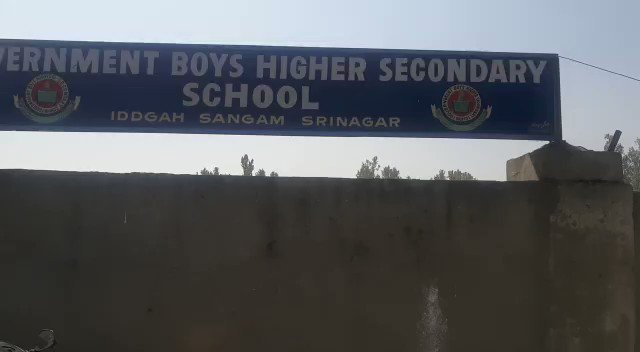 VERNMENT BOYS HIGHER SECONDARY
SCHOOL
IDDGAH SANGAM SRINAGAR